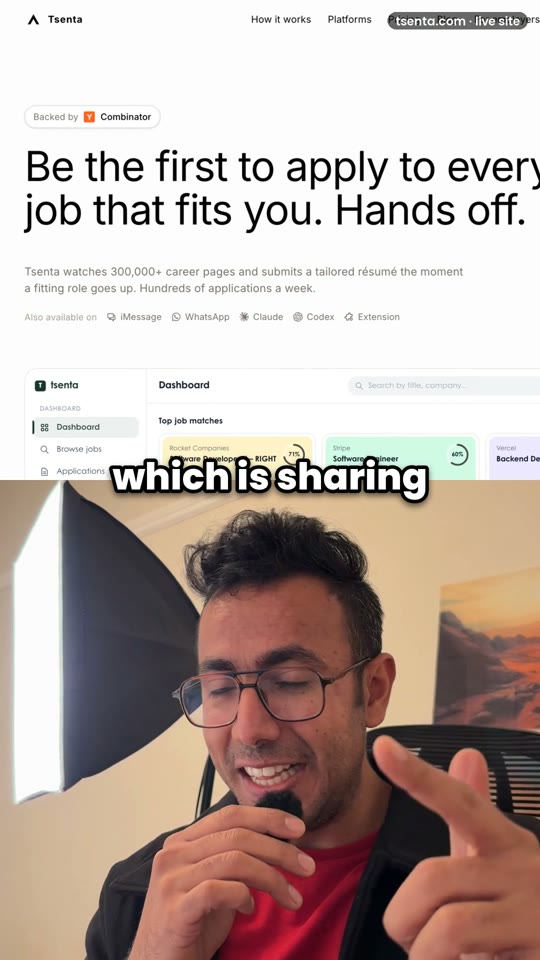 Tsenta
How it works
Platforms
tsenta.com · live site
Backed by Y Combinator
Be the first to apply to every
job that fits you. Hands off.
Tsenta watches 300,000+ career pages and submits a tailored résumé the moment
a fitting role goes up. Hundreds of applications a week.
Also available on iMessage WhatsApp Claude Codex Extension
T tsenta
Dashboard
Search by title, company...
DASHBOARD
Dashboard
Browse jobs
Applications
Top job matches
Rocket Companies
RIGHT
71%
Stripe
Software Engineer
60%
Vercel
Backend De
which is sharing